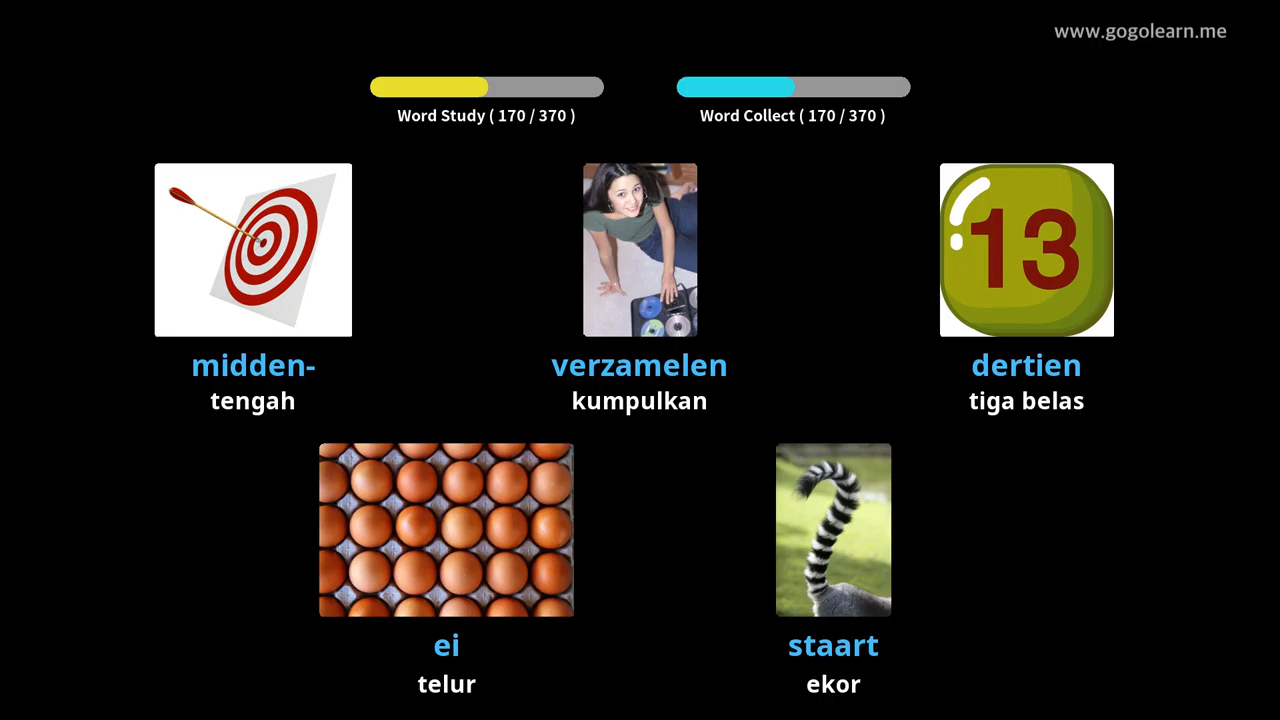 www.gogolearn.me
Word Study ( 170 / 370 )
Word Collect ( 170 / 370 )
13
midden-
tengah
verzamelen
kumpulkan
dertien
tiga belas
ei
telur
staart
ekor